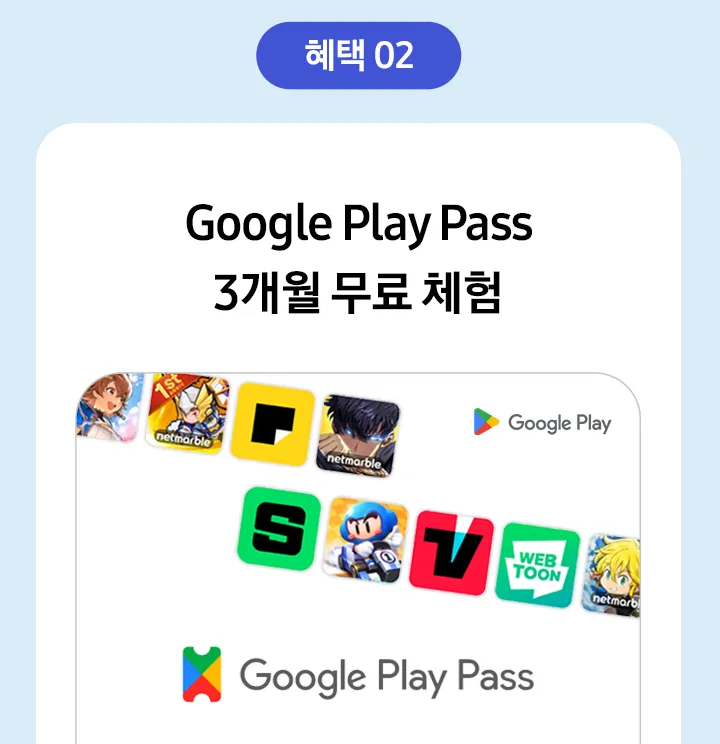 혜택 02
Google Play Pass
3개월 무료 체험
1st
netmarble
netmarble
Google Play
S
V
WEB
TOON
netmarbl
Google Play Pass